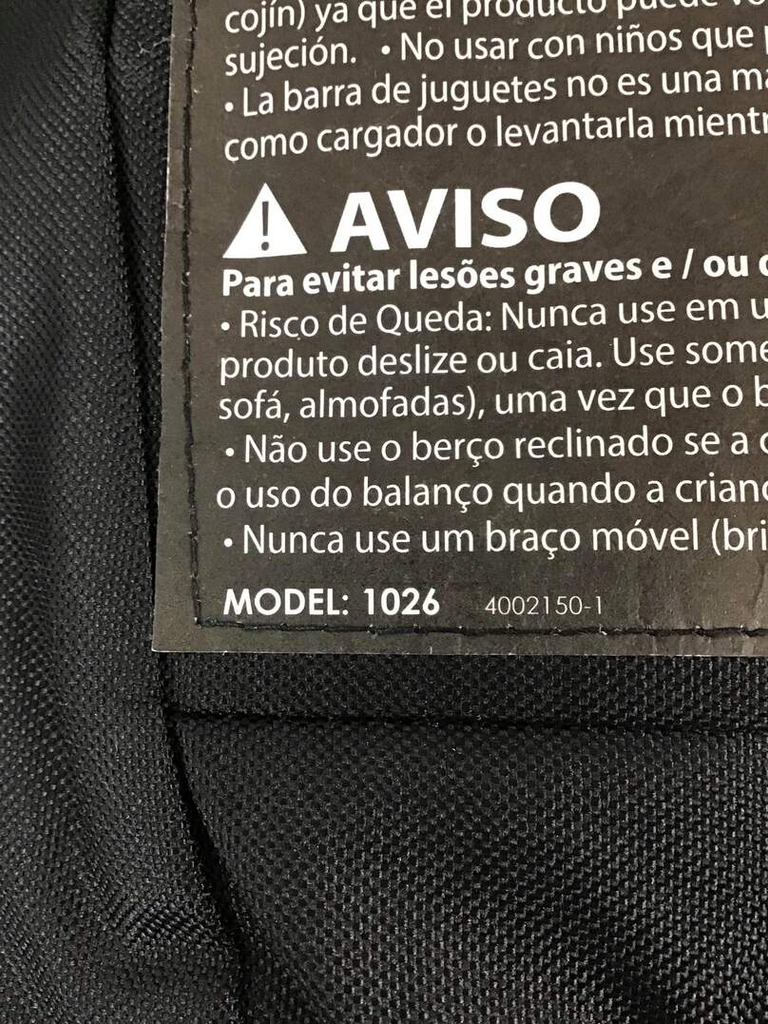 cojín) ya que el producto puede
sujeción. • No usar con niños que
• La barra de juguetes no es una
como cargador o levantarla
AVISO
Para evitar lesões graves e / ou
• Risco de Queda: Nunca use em
produto deslize ou caia. Use
sofá, almofadas), uma vez que o
• Não use o berço reclinado se a
o uso do balanço quando a
• Nunca use um braço móvel
MODEL: 1026 4002150-1